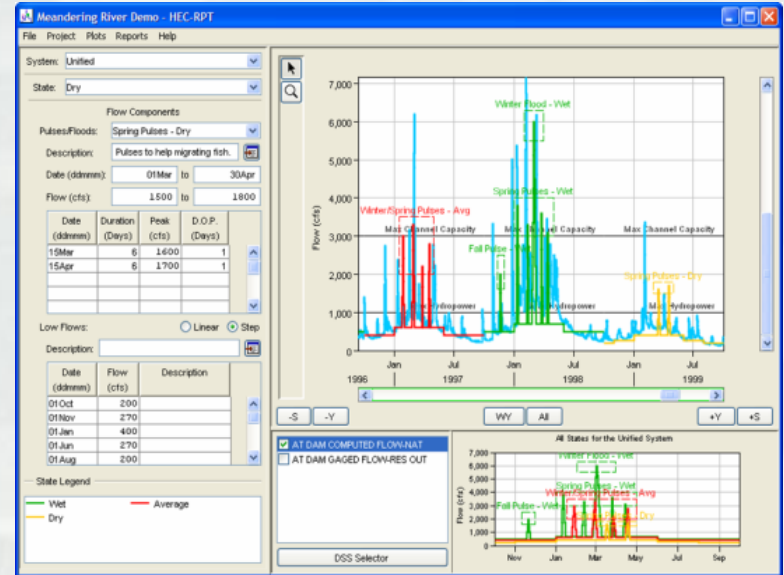 Meandering River Demo - HEC-RPT
File Project Plots Reports Help
System: Unified
State: Dry
Flow Components
Pulses/Floods: Spring Pulses - Dry
Description: Pulses to help migrating fish.
Date (ddmmm): 01Mar to 30Apr
Flow (cfs): 1500 to 1800
Date (ddmmm) Duration (Days) Peak (cfs) D.O.P. (Days)
15Mar 6 1600 1
15Apr 6 1700 1
Low Flows: Linear Step
Description:
Date (ddmmm) Flow (cfs) Description
01Oct 200
01Nov 270
01Jan 400
01Jun 270
01Aug 200
State Legend
Wet Average
Dry
7,000
Winter Flood - Wet
6,000
5,000
4,000
Spring Pulses - Wet
Winter/Spring Pulses - Avg
Max Channel Capacity Max Channel Capacity Max Channel Capacity
3,000
Fall Pulse - Wet
Flow (cfs)
2,000
Spring Pulses - Dry
1,000
Max Hydropower Max Hydropower Max Hydropower
0
Jan Jul Jan Jul Jan Jul
1996 1997 1998 1999
-S -Y WY All +Y +S
AT DAM COMPUTED FLOW-NAT
AT DAM GAGED FLOW-RES OUT
DSS Selector
All States for the Unified System
7,000
Winter Flood - Wet
6,000
5,000
Spring Pulses - Wet
4,000
Winter/Spring Pulses - Avg
3,000
Fall Pulse - Wet
2,000
1,000
0
Flow (cfs)
Nov Jan Mar May Jul Sep